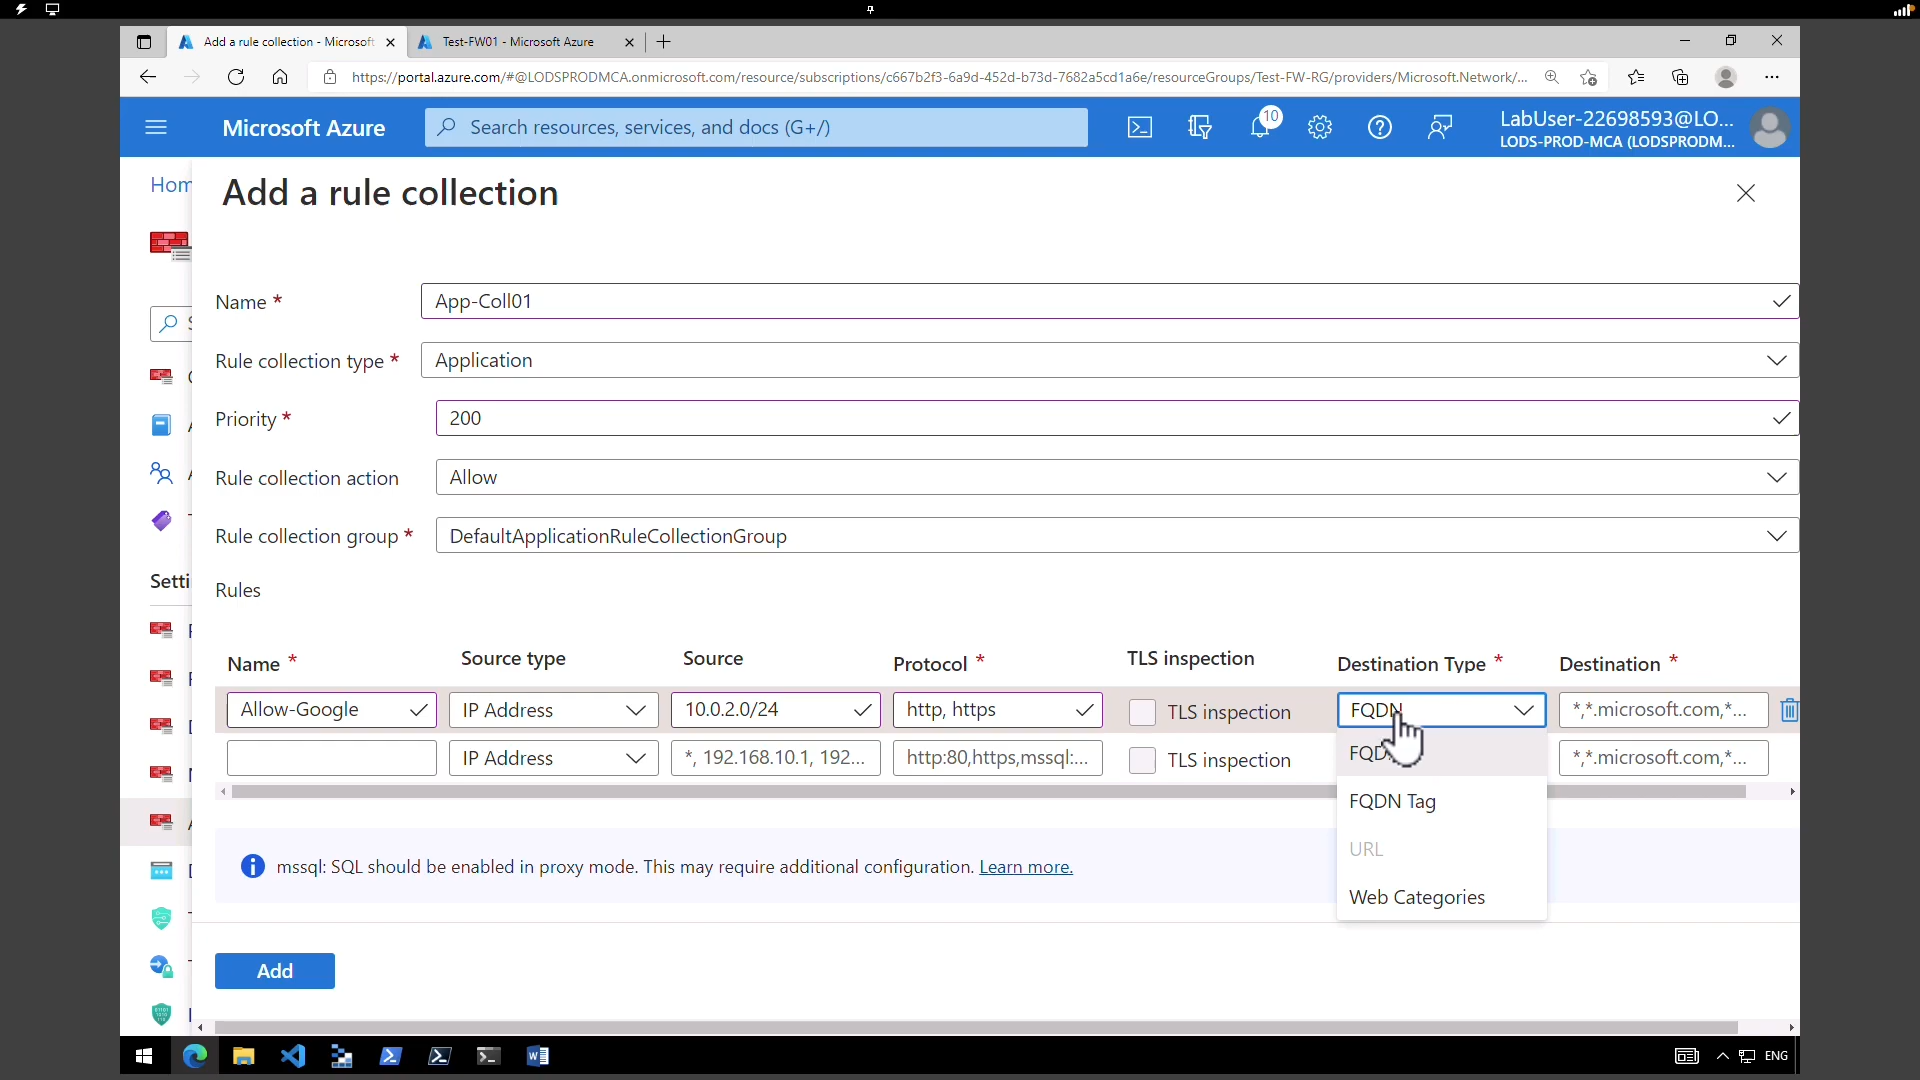 Add a rule collection - Microsoft
Test-FW01 - Microsoft Azure
https://portal.azure.com/#@LODSPRODMCA.onmicrosoft.com/resource/subscriptions/c667b2f3-6a9d-452d-b73d-7682a5cd1a6e/resourceGroups/Test-FW-RG/providers/Microsoft.Network/...
Microsoft Azure
Search resources, services, and docs (G+/)
10
LabUser-22698593@LO...
LODS-PROD-MCA (LODSPRODM...
Hom
Add a rule collection
Name *
App-Coll01
Rule collection type *
Application
Priority *
200
Rule collection action
Allow
Rule collection group *
DefaultApplicationRuleCollectionGroup
Setti
Rules
Name *
Source type
Source
Protocol *
TLS inspection
Destination Type *
Destination *
Allow-Google
IP Address
10.0.2.0/24
http, https
TLS inspection
FQDN
*,*.microsoft.com,*...
IP Address
*, 192.168.10.1, 192...
http:80,https,mssql:...
TLS inspection
*,*.microsoft.com,*...
FQDN Tag
URL
Web Categories
mssql: SQL should be enabled in proxy mode. This may require additional configuration. Learn more.
Add
ENG